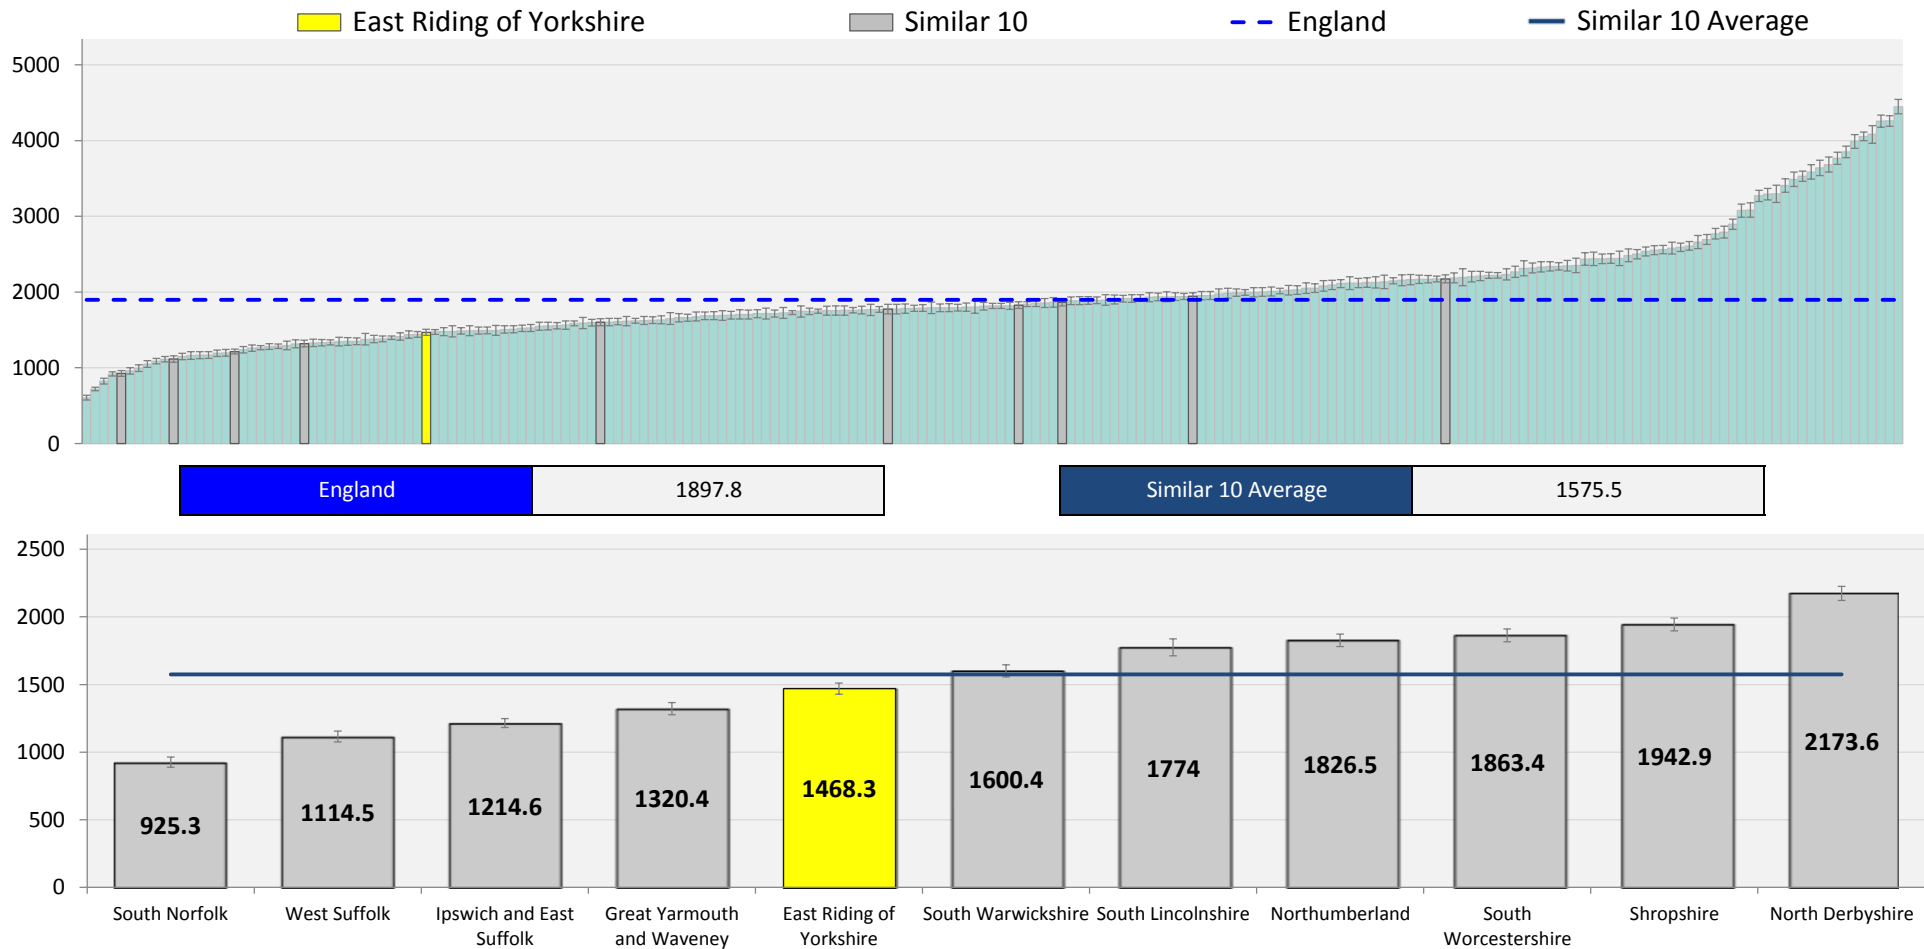 East Riding of Yorkshire
Similar 10
England
Similar 10 Average
5000
4000
3000
2000
1000
0
England
1897.8
Similar 10 Average
1575.5
2500
2000
1500
1000
500
0
925.3
1114.5
1214.6
1320.4
1468.3
1600.4
1774
1826.5
1863.4
1942.9
2173.6
South Norfolk
West Suffolk
Ipswich and East
Suffolk
Great Yarmouth
and Waveney
East Riding of
Yorkshire
South Warwickshire
South Lincolnshire
Northumberland
South
Worcestershire
Shropshire
North Derbyshire